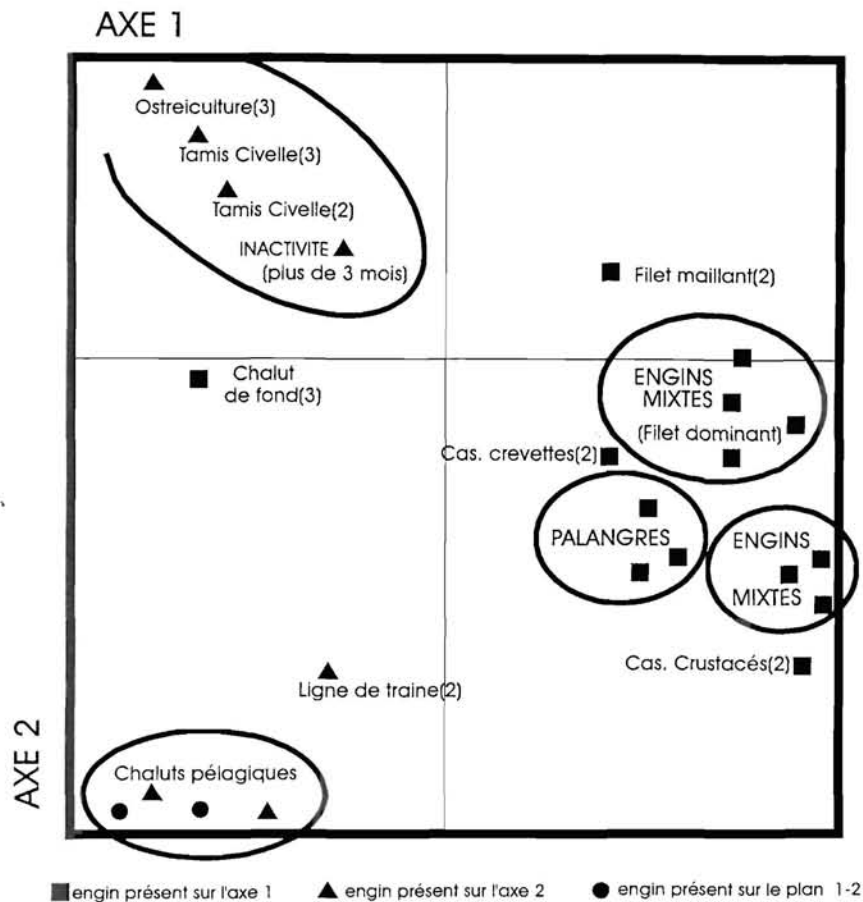 AXE 1
Ostreiculture(3)
Tamis Civelle(3)
Tamis Civelle(2)
INACTIVITE
(plus de 3 mois)
Filet maillant(2)
Chalut
de fond(3)
ENGINS
MIXTES
(Filet dominant)
Cas. crevettes(2)
PALANGRES
ENGINS
MIXTES
Cas. Crustacés(2)
Ligne de traine(2)
AXE 2
Chaluts pélagiques
engin présent sur l'axe 1
engin présent sur l'axe 2
engin présent sur le plan 1-2